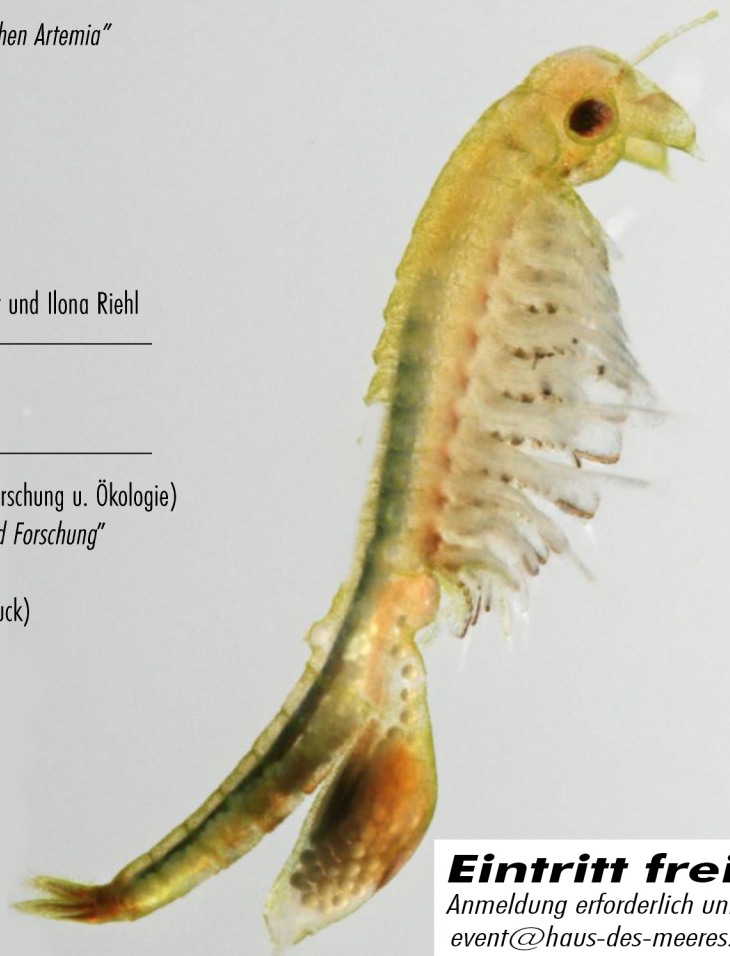 hen Artemia”
und Ilona Riehl
rschung u. Ökologie)
d Forschung”
uck)
Eintritt frei
Anmeldung erforderlich un
event@haus-des-meeres.